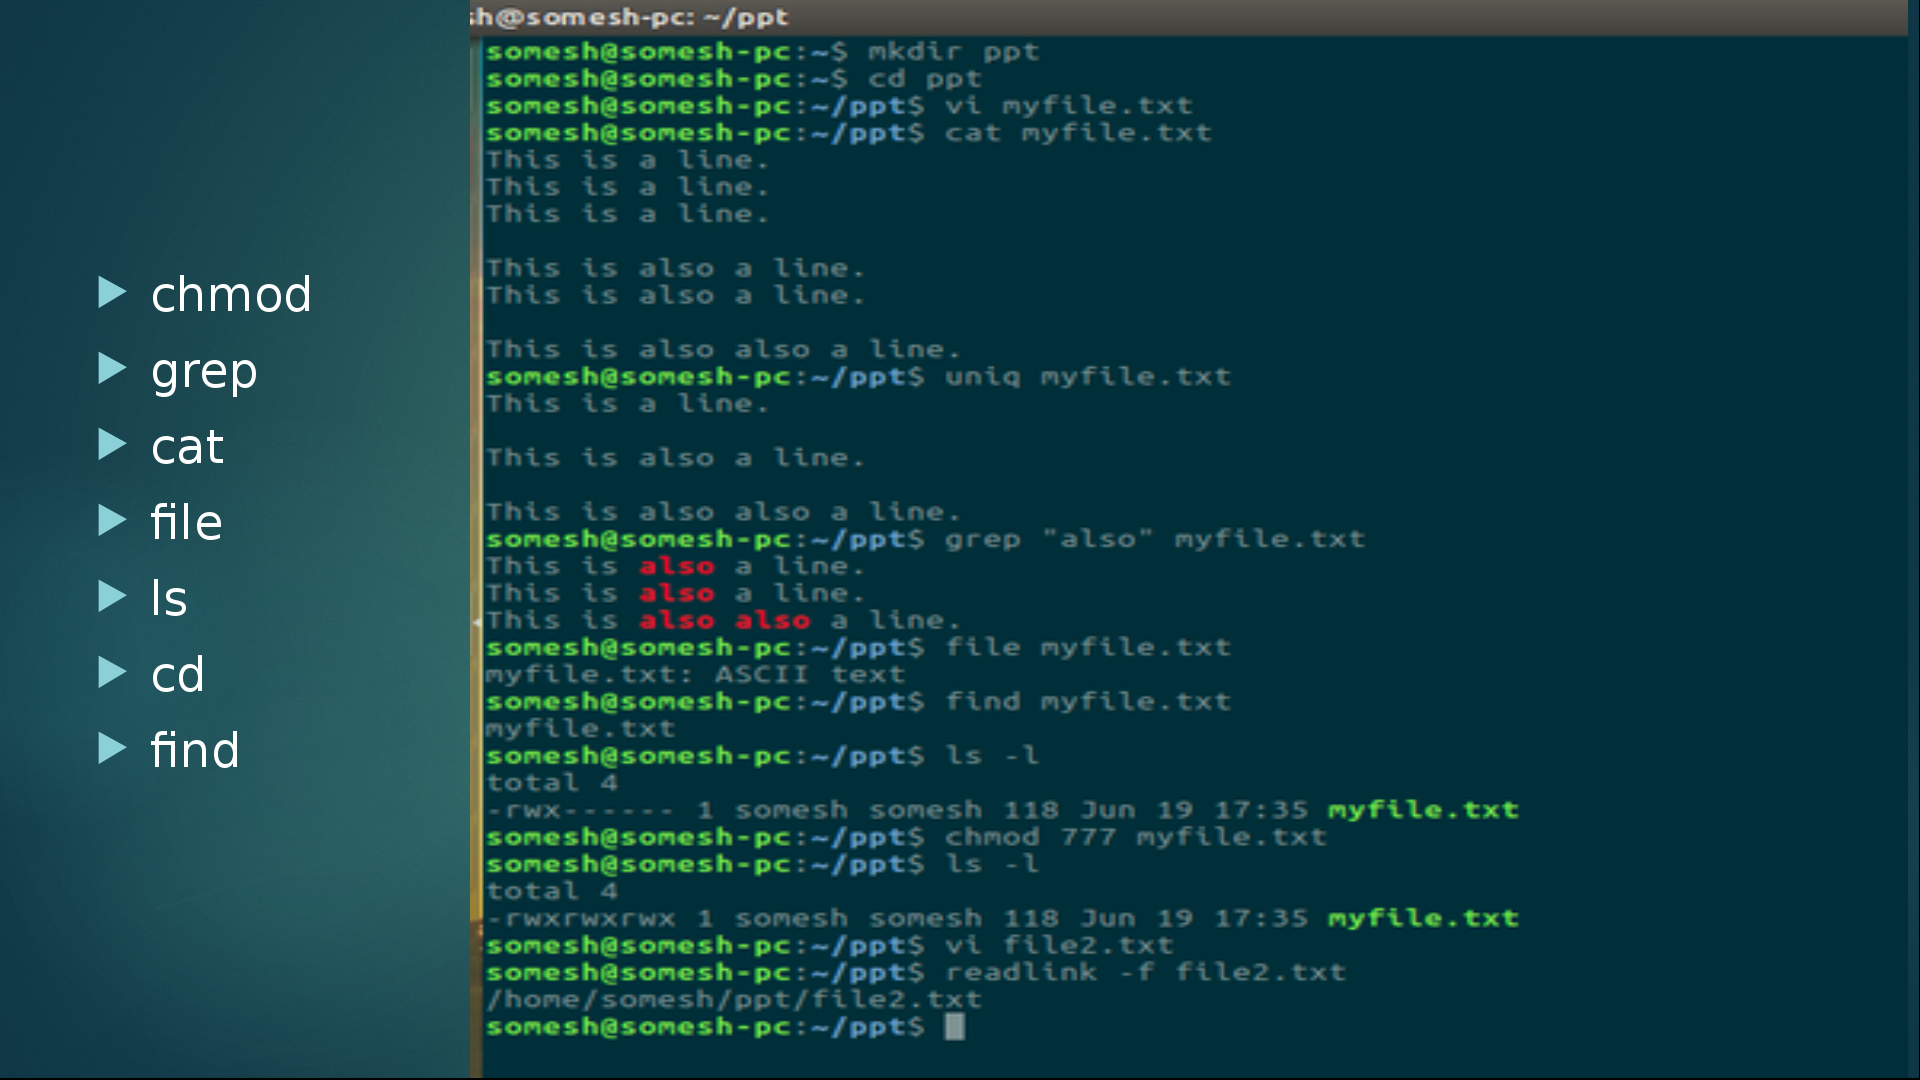 chmod
grep
cat
file
ls
cd
find
sh@somesh-pc: ~/ppt
somesh@somesh-pc:~$ mkdir ppt
somesh@somesh-pc:~$ cd ppt
somesh@somesh-pc:~/ppt$ vi myfile.txt
somesh@somesh-pc:~/ppt$ cat myfile.txt
This is a line.
This is a line.
This is a line.
This is also a line.
This is also a line.
This is also also a line.
somesh@somesh-pc:~/ppt$ uniq myfile.txt
This is a line.
This is also a line.
This is also also a line.
somesh@somesh-pc:~/ppt$ grep "also" myfile.txt
This is also a line.
This is also a line.
This is also also a line.
somesh@somesh-pc:~/ppt$ file myfile.txt
myfile.txt: ASCII text
somesh@somesh-pc:~/ppt$ find myfile.txt
myfile.txt
somesh@somesh-pc:~/ppt$ ls -l
total 4
-rwx------ 1 somesh somesh 118 Jun 19 17:35 myfile.txt
somesh@somesh-pc:~/ppt$ chmod 777 myfile.txt
somesh@somesh-pc:~/ppt$ ls -l
total 4
-rwxrwxrwx 1 somesh somesh 118 Jun 19 17:35 myfile.txt
somesh@somesh-pc:~/ppt$ vi file2.txt
somesh@somesh-pc:~/ppt$ readlink -f file2.txt
/home/somesh/ppt/file2.txt
somesh@somesh-pc:~/ppt$